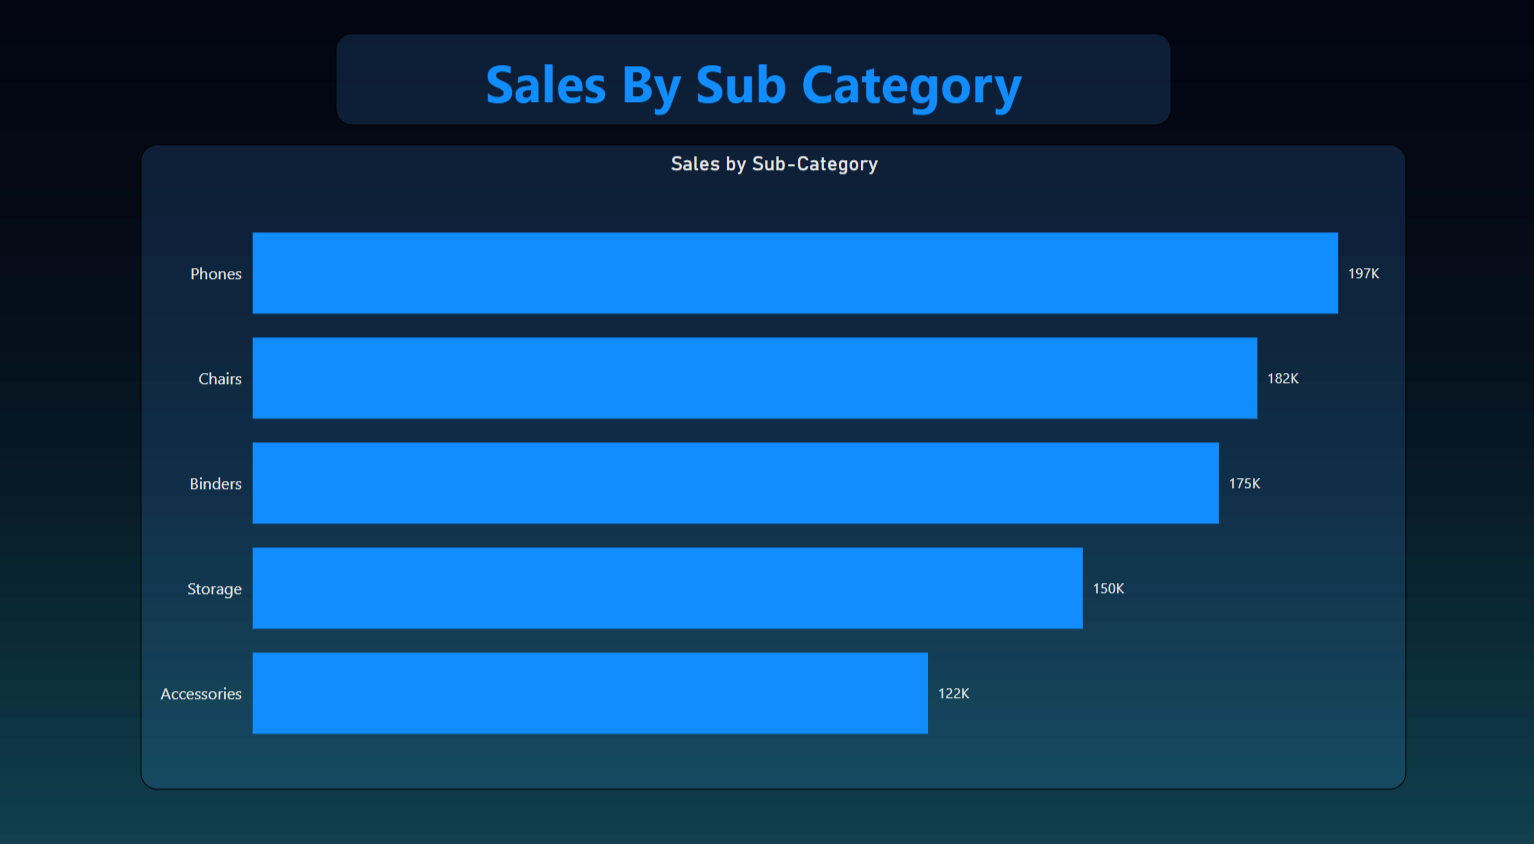 Sales By Sub Category
Sales by Sub-Category
Phones 197K
Chairs 182K
Binders 175K
Storage 150K
Accessories 122K